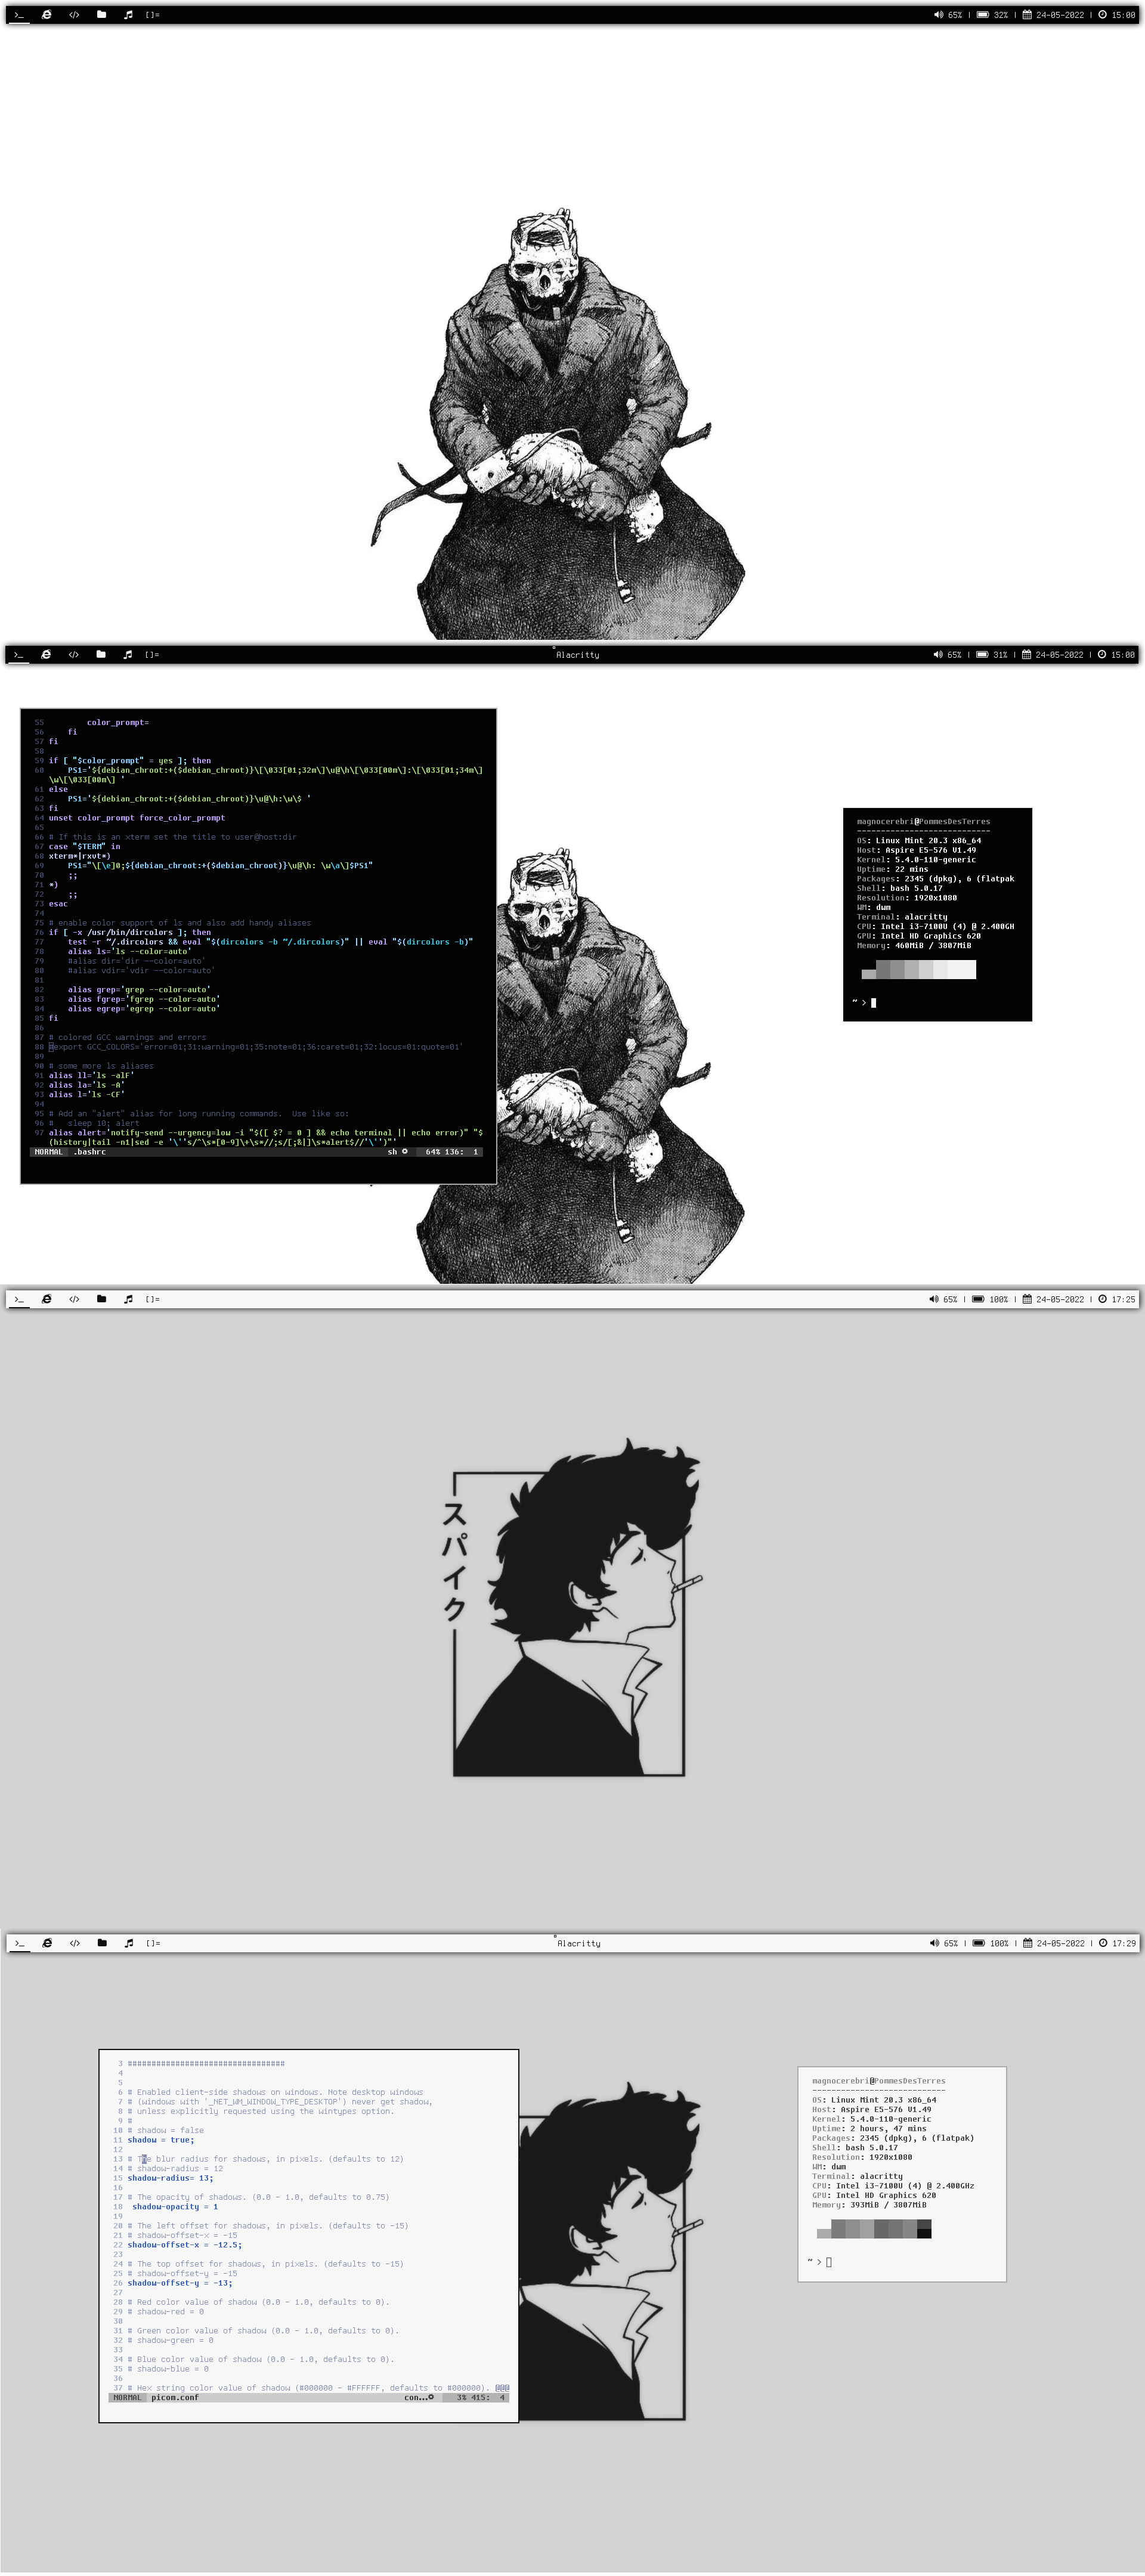 >_ </> []= 65% | 32% | 24-05-2022 | 15:00
>_ </> []= Alacritty 65% | 31% | 24-05-2022 | 15:00
55         color_prompt=
56     fi
57 fi
58
59 if [ "$color_prompt" = yes ]; then
60     PS1='${debian_chroot:+($debian_chroot)}\[\033[01;32m\]\u@\h\[\033[00m\]:\[\033[01;34m\]
\w\[\033[00m\] '
61 else
62     PS1='${debian_chroot:+($debian_chroot)}\u@\h:\w\$ '
63 fi
64 unset color_prompt force_color_prompt
65
66 # If this is an xterm set the title to user@host:dir
67 case "$TERM" in
68 xterm*|rxvt*)
69     PS1="\[\e]0;${debian_chroot:+($debian_chroot)}\u@\h: \w\a\]$PS1"
70     ;;
71 *)
72     ;;
73 esac
74
75 # enable color support of ls and also add handy aliases
76 if [ -x /usr/bin/dircolors ]; then
77     test -r ~/.dircolors && eval "$(dircolors -b ~/.dircolors)" || eval "$(dircolors -b)"
78     alias ls='ls --color=auto'
79     #alias dir='dir --color=auto'
80     #alias vdir='vdir --color=auto'
81
82     alias grep='grep --color=auto'
83     alias fgrep='fgrep --color=auto'
84     alias egrep='egrep --color=auto'
85 fi
86
87 # colored GCC warnings and errors
88 #export GCC_COLORS='error=01;31:warning=01;35:note=01;36:caret=01;32:locus=01:quote=01'
89
90 # some more ls aliases
91 alias ll='ls -alF'
92 alias la='ls -A'
93 alias l='ls -CF'
94
95 # Add an "alert" alias for long running commands.  Use like so:
96 #   sleep 10; alert
97 alias alert='notify-send --urgency=low -i "$([ $? = 0 ] && echo terminal || echo error)" "$
(history|tail -n1|sed -e '\''s/^\s*[0-9]\+\s*//;s/[;&|]\s*alert$//'\'')"'
NORMAL .bashrc sh 64% 136: 1
magnocerebri@PommesDesTerres
----------------------------
OS: Linux Mint 20.3 x86_64
Host: Aspire E5-576 V1.49
Kernel: 5.4.0-110-generic
Uptime: 22 mins
Packages: 2345 (dpkg), 6 (flatpak
Shell: bash 5.0.17
Resolution: 1920x1080
WM: dwm
Terminal: alacritty
CPU: Intel i3-7100U (4) @ 2.400GH
GPU: Intel HD Graphics 620
Memory: 460MiB / 3807MiB
~ >
>_ </> []= 65% | 100% | 24-05-2022 | 17:25
スパイク
>_ </> []= Alacritty 65% | 100% | 24-05-2022 | 17:29
3 #################################
4
5
6 # Enabled client-side shadows on windows. Note desktop windows
7 # (windows with '_NET_WM_WINDOW_TYPE_DESKTOP') never get shadow,
8 # unless explicitly requested using the wintypes option.
9 #
10 # shadow = false
11 shadow = true;
12
13 # The blur radius for shadows, in pixels. (defaults to 12)
14 # shadow-radius = 12
15 shadow-radius= 13;
16
17 # The opacity of shadows. (0.0 - 1.0, defaults to 0.75)
18  shadow-opacity = 1
19
20 # The left offset for shadows, in pixels. (defaults to -15)
21 # shadow-offset-x = -15
22 shadow-offset-x = -12.5;
23
24 # The top offset for shadows, in pixels. (defaults to -15)
25 # shadow-offset-y = -15
26 shadow-offset-y = -13;
27
28 # Red color value of shadow (0.0 - 1.0, defaults to 0).
29 # shadow-red = 0
30
31 # Green color value of shadow (0.0 - 1.0, defaults to 0).
32 # shadow-green = 0
33
34 # Blue color value of shadow (0.0 - 1.0, defaults to 0).
35 # shadow-blue = 0
36
37 # Hex string color value of shadow (#000000 - #FFFFFF, defaults to #000000). @@@
NORMAL picom.conf con... 3% 415: 4
magnocerebri@PommesDesTerres
----------------------------
OS: Linux Mint 20.3 x86_64
Host: Aspire E5-576 V1.49
Kernel: 5.4.0-110-generic
Uptime: 2 hours, 47 mins
Packages: 2345 (dpkg), 6 (flatpak)
Shell: bash 5.0.17
Resolution: 1920x1080
WM: dwm
Terminal: alacritty
CPU: Intel i3-7100U (4) @ 2.400GHz
GPU: Intel HD Graphics 620
Memory: 393MiB / 3807MiB
~ >